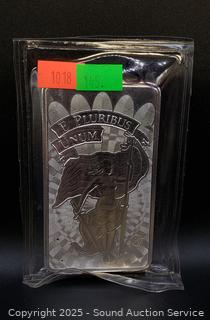 1018
E PLURIBUS
UNUM
Copyright © 2025 - Sound Auction Service